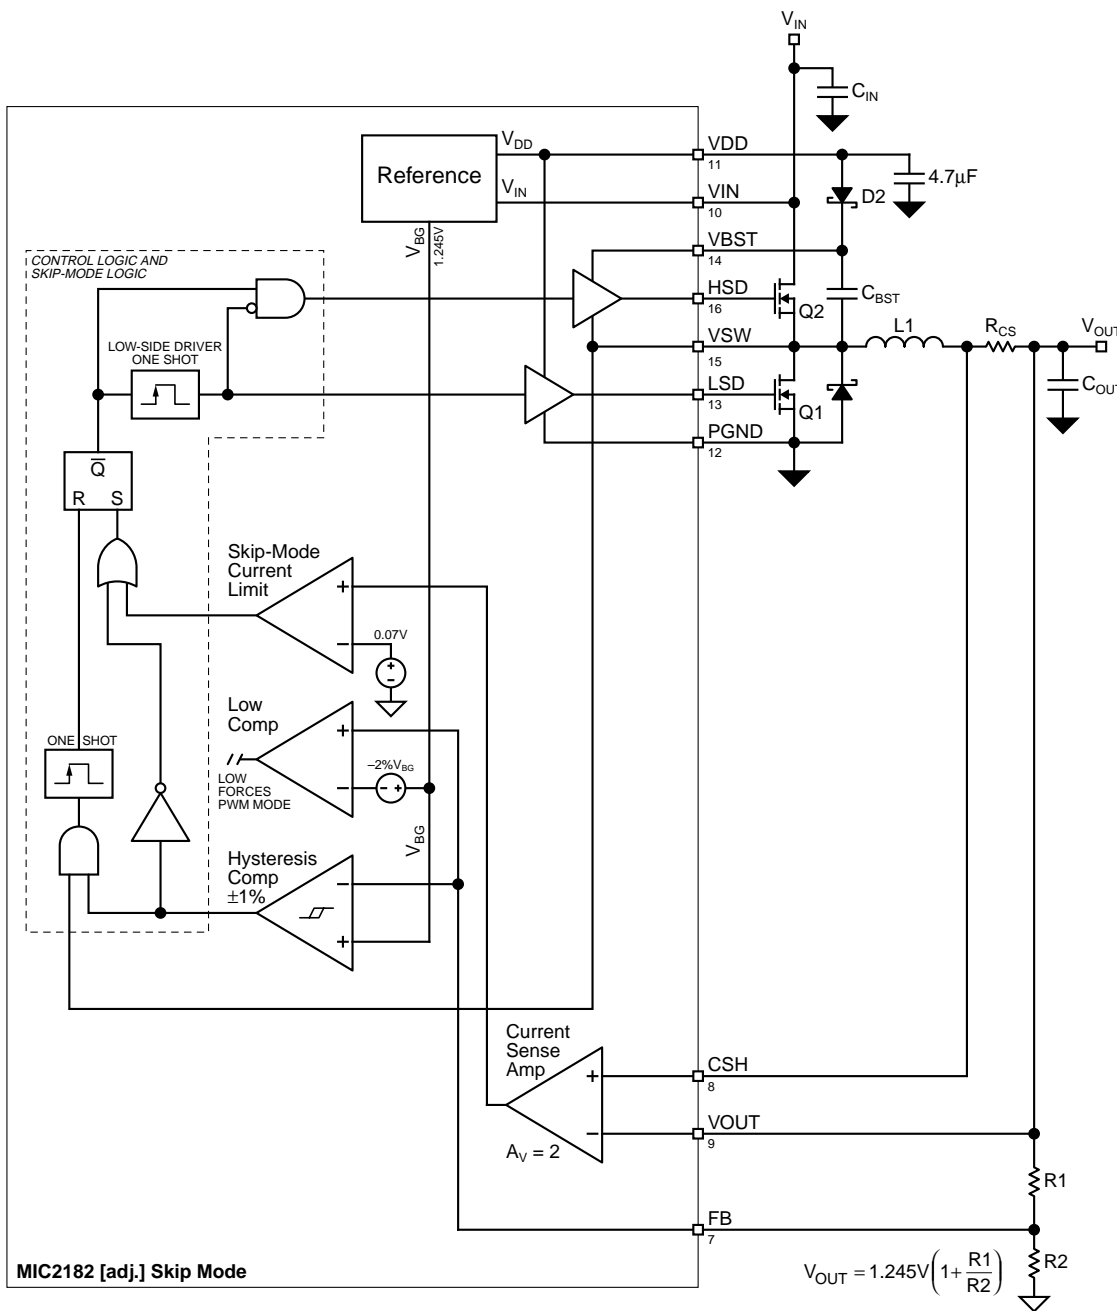 VIN
CIN
VDD
VDD
11
4.7µF
Reference
VIN
VIN
10
D2
VBG
1.245V
VBST
14
CONTROL LOGIC AND
SKIP-MODE LOGIC
HSD
16
Q2
CBST
LOW-SIDE DRIVER
ONE SHOT
VSW
15
L1
RCS
VOUT
LSD
13
Q1
COUT
PGND
12
Q
R S
Skip-Mode
Current
Limit
+
−
0.07V
+
−
Low
Comp
+
−
−2%VBG
− +
ONE SHOT
LOW
FORCES
PWM MODE
VBG
Hysteresis
Comp
±1%
−
+
Current
Sense
Amp
+
−
AV = 2
CSH
8
VOUT
9
R1
FB
7
R2
MIC2182 [adj.] Skip Mode
VOUT = 1.245V(1+R1/R2)